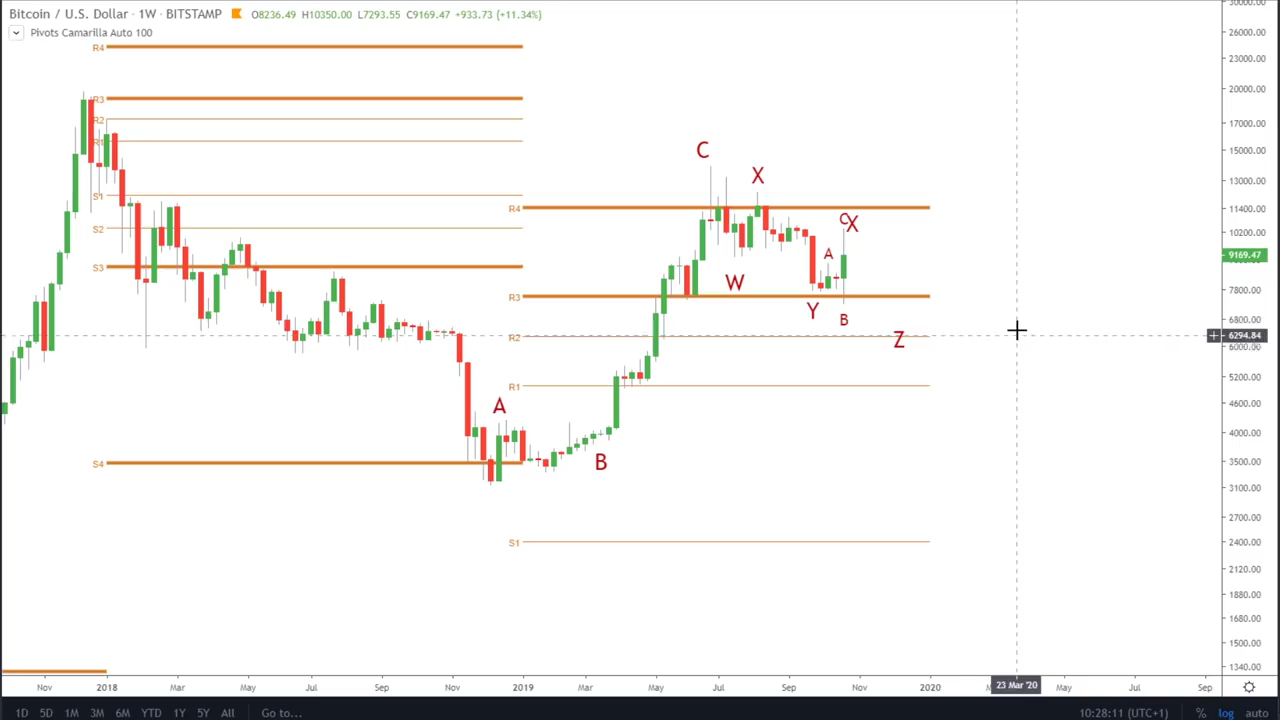 Bitcoin / U.S. Dollar · 1W · BITSTAMP O8236.49 H10350.00 L7293.55 C9169.47 +933.73 (+11.34%)
Pivots Camarilla Auto 100
R4
R3
R2
R1
S1
S2
S3
S4
R4
R3
R2
R1
S1
A
B
C
W
X
Y
A
B
C
X
Z
30000.00
26000.00
23000.00
20000.00
17000.00
15000.00
13000.00
11400.00
10200.00
9169.47
7800.00
6800.00
6294.84
6000.00
5200.00
4600.00
4000.00
3500.00
3100.00
2700.00
2400.00
2120.00
1880.00
1680.00
1500.00
1340.00
Nov 2018 Mar May Jul Sep Nov 2019 Mar May Jul Sep Nov 2020 23 Mar '20 May Jul Sep
1D 5D 1M 3M 6M YTD 1Y 5Y All Go to... 10:28:11 (UTC+1) % log auto